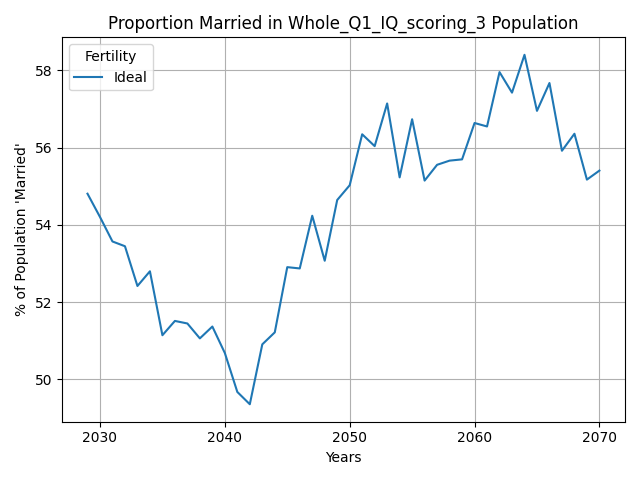 Proportion Married in Whole_Q1_IQ_scoring_3 Population
Fertility
Ideal
% of Population 'Married'
58
56
54
52
50
2030 2040 2050 2060 2070
Years